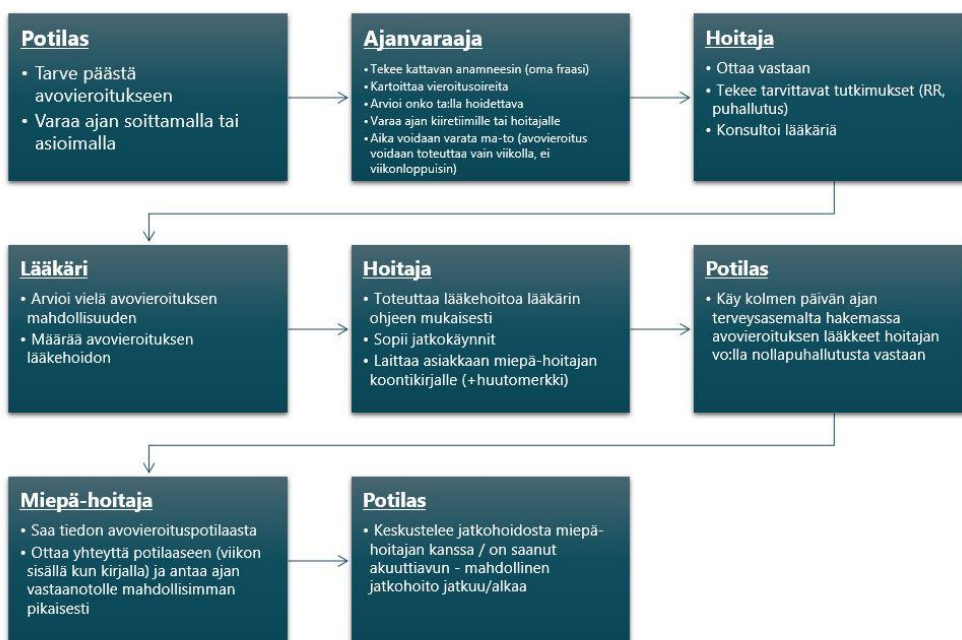 Potilas
• Tarve päästä
avovieroitukseen
• Varaa ajan soittamalla tai
asioimalla
Ajanvaraaja
• Tekee kattavan anamneesin (oma fraasi)
• Kartoittaa vieroitusoireita
• Arvioi onko ta:lla hoidettava
• Varaa ajan kiiretiimille tai hoitajalle
• Aika voidaan varata ma-to (avovieroitus
voidaan toteuttaa vain viikolla, ei
viikonloppuisin)
Hoitaja
• Ottaa vastaan
• Tekee tarvittavat tutkimukset (RR,
puhallutus)
• Konsultoi lääkäriä
Lääkäri
• Arvioi vielä avovieroituksen
mahdollisuuden
• Määrää avovieroituksen
lääkehoidon
Hoitaja
• Toteuttaa lääkehoitoa lääkärin
ohjeen mukaisesti
• Sopii jatkokäynnit
• Laittaa asiakkaan miepä-hoitajan
koontikirjalle (+huutomerkki)
Potilas
• Käy kolmen päivän ajan
terveysasemalta hakemassa
avovieroituksen lääkkeet hoitajan
vo:lla nollapuhallutusta vastaan
Miepä-hoitaja
• Saa tiedon avovieroituspotilaasta
• Ottaa yhteyttä potilaaseen (viikon
sisällä kun kirjalla) ja antaa ajan
vastaanotolle mahdollisimman
pikaisesti
Potilas
• Keskustelee jatkohoidosta miepä-
hoitajan kanssa / on saanut
akuuttiavun - mahdollinen
jatkohoito jatkuu/alkaa